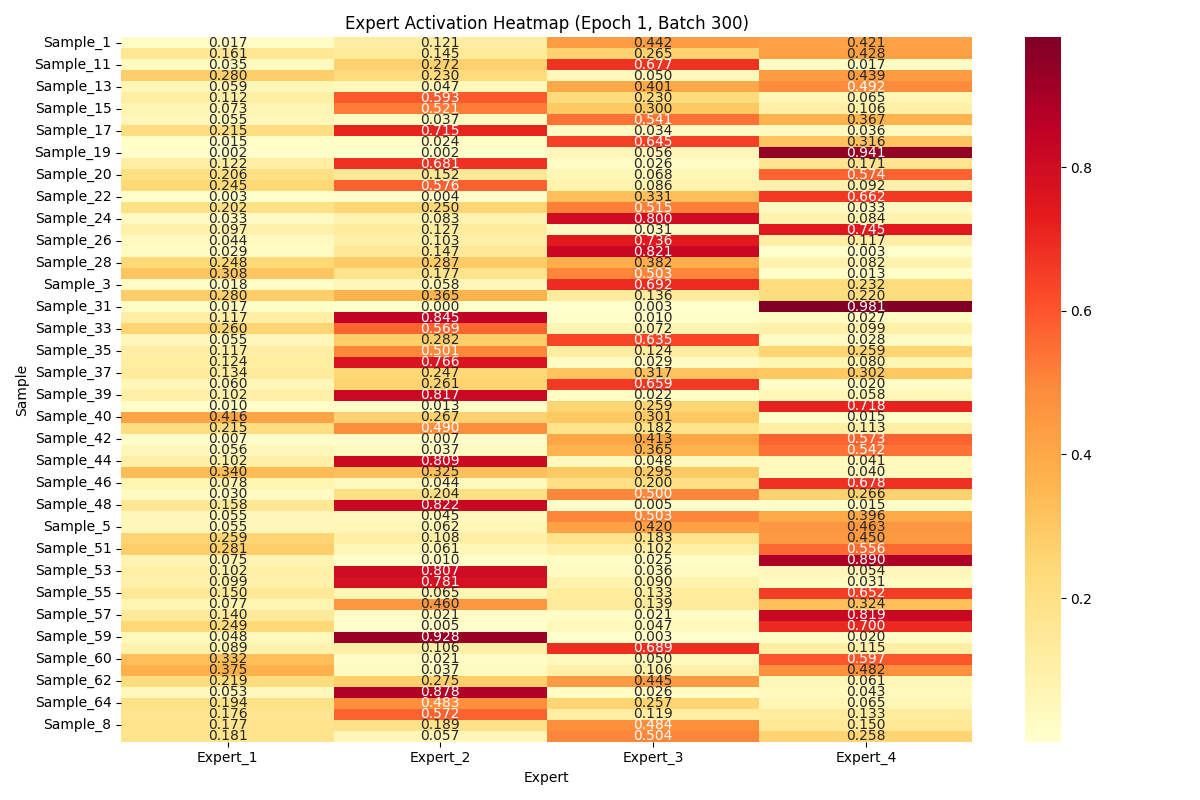 Expert Activation Heatmap (Epoch 1, Batch 300)
Sample_1 0.017 0.121 0.442 0.421
0.161 0.145 0.265 0.428
Sample_11 0.035 0.272 0.677 0.017
0.280 0.230 0.050 0.439
Sample_13 0.059 0.047 0.401 0.492
0.112 0.593 0.230 0.065
Sample_15 0.073 0.521 0.300 0.106
0.055 0.037 0.541 0.367
Sample_17 0.215 0.715 0.034 0.036
0.015 0.024 0.645 0.316
Sample_19 0.002 0.002 0.056 0.941
0.122 0.681 0.026 0.171
Sample_20 0.206 0.152 0.068 0.574
0.245 0.576 0.086 0.092
Sample_22 0.003 0.004 0.331 0.662
0.202 0.250 0.515 0.033
Sample_24 0.033 0.083 0.800 0.084
0.097 0.127 0.031 0.745
Sample_26 0.044 0.103 0.736 0.117
0.029 0.147 0.821 0.003
Sample_28 0.248 0.287 0.382 0.082
0.308 0.177 0.503 0.013
Sample_3 0.018 0.058 0.692 0.232
0.280 0.365 0.136 0.220
Sample_31 0.017 0.000 0.003 0.981
0.117 0.845 0.010 0.027
Sample_33 0.260 0.569 0.072 0.099
0.055 0.282 0.635 0.028
Sample_35 0.117 0.501 0.124 0.259
0.124 0.766 0.029 0.080
Sample_37 0.134 0.247 0.317 0.302
0.060 0.261 0.659 0.020
Sample_39 0.102 0.817 0.022 0.058
0.010 0.013 0.259 0.718
Sample_40 0.416 0.267 0.301 0.015
0.215 0.490 0.182 0.113
Sample_42 0.007 0.007 0.413 0.573
0.056 0.037 0.365 0.542
Sample_44 0.102 0.809 0.048 0.041
0.340 0.325 0.295 0.040
Sample_46 0.078 0.044 0.200 0.678
0.030 0.204 0.500 0.266
Sample_48 0.158 0.822 0.005 0.015
0.055 0.045 0.503 0.396
Sample_5 0.055 0.062 0.420 0.463
0.259 0.108 0.183 0.450
Sample_51 0.281 0.061 0.102 0.556
0.075 0.010 0.025 0.890
Sample_53 0.102 0.807 0.036 0.054
0.099 0.781 0.090 0.031
Sample_55 0.150 0.065 0.133 0.652
0.077 0.460 0.139 0.324
Sample_57 0.140 0.021 0.021 0.819
0.249 0.005 0.047 0.700
Sample_59 0.048 0.928 0.003 0.020
0.089 0.106 0.689 0.115
Sample_60 0.332 0.021 0.050 0.597
0.375 0.037 0.106 0.482
Sample_62 0.219 0.275 0.445 0.061
0.053 0.878 0.026 0.043
Sample_64 0.194 0.483 0.257 0.065
0.176 0.572 0.119 0.133
Sample_8 0.177 0.189 0.484 0.150
0.181 0.057 0.504 0.258
Expert_1 Expert_2 Expert_3 Expert_4
Expert
Sample
0.8
0.6
0.4
0.2